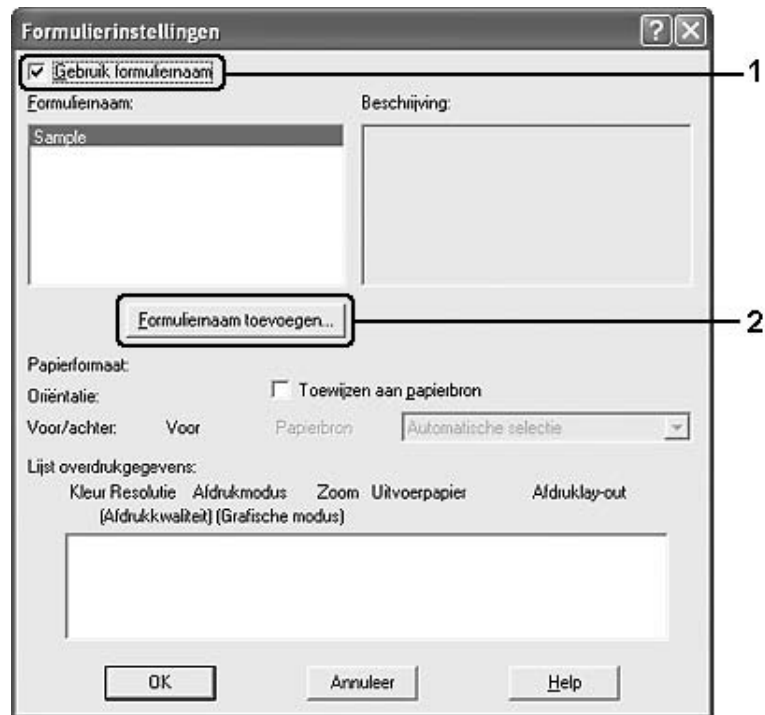 Formulierinstellingen
Gebruik formuliernaam 1
Formuliernaam: Beschrijving:
Sample
Formuliernaam toevoegen... 2
Papierformaat:
Oriëntatie: Toewijzen aan papierbron
Voor/achter: Voor Papierbron Automatische selectie
Lijst overdrukgegevens:
Kleur Resolutie Afdrukmodus Zoom Uitvoerpapier Afdruklay-out
(Afdrukkwaliteit) (Grafische modus)
OK Annuleer Help